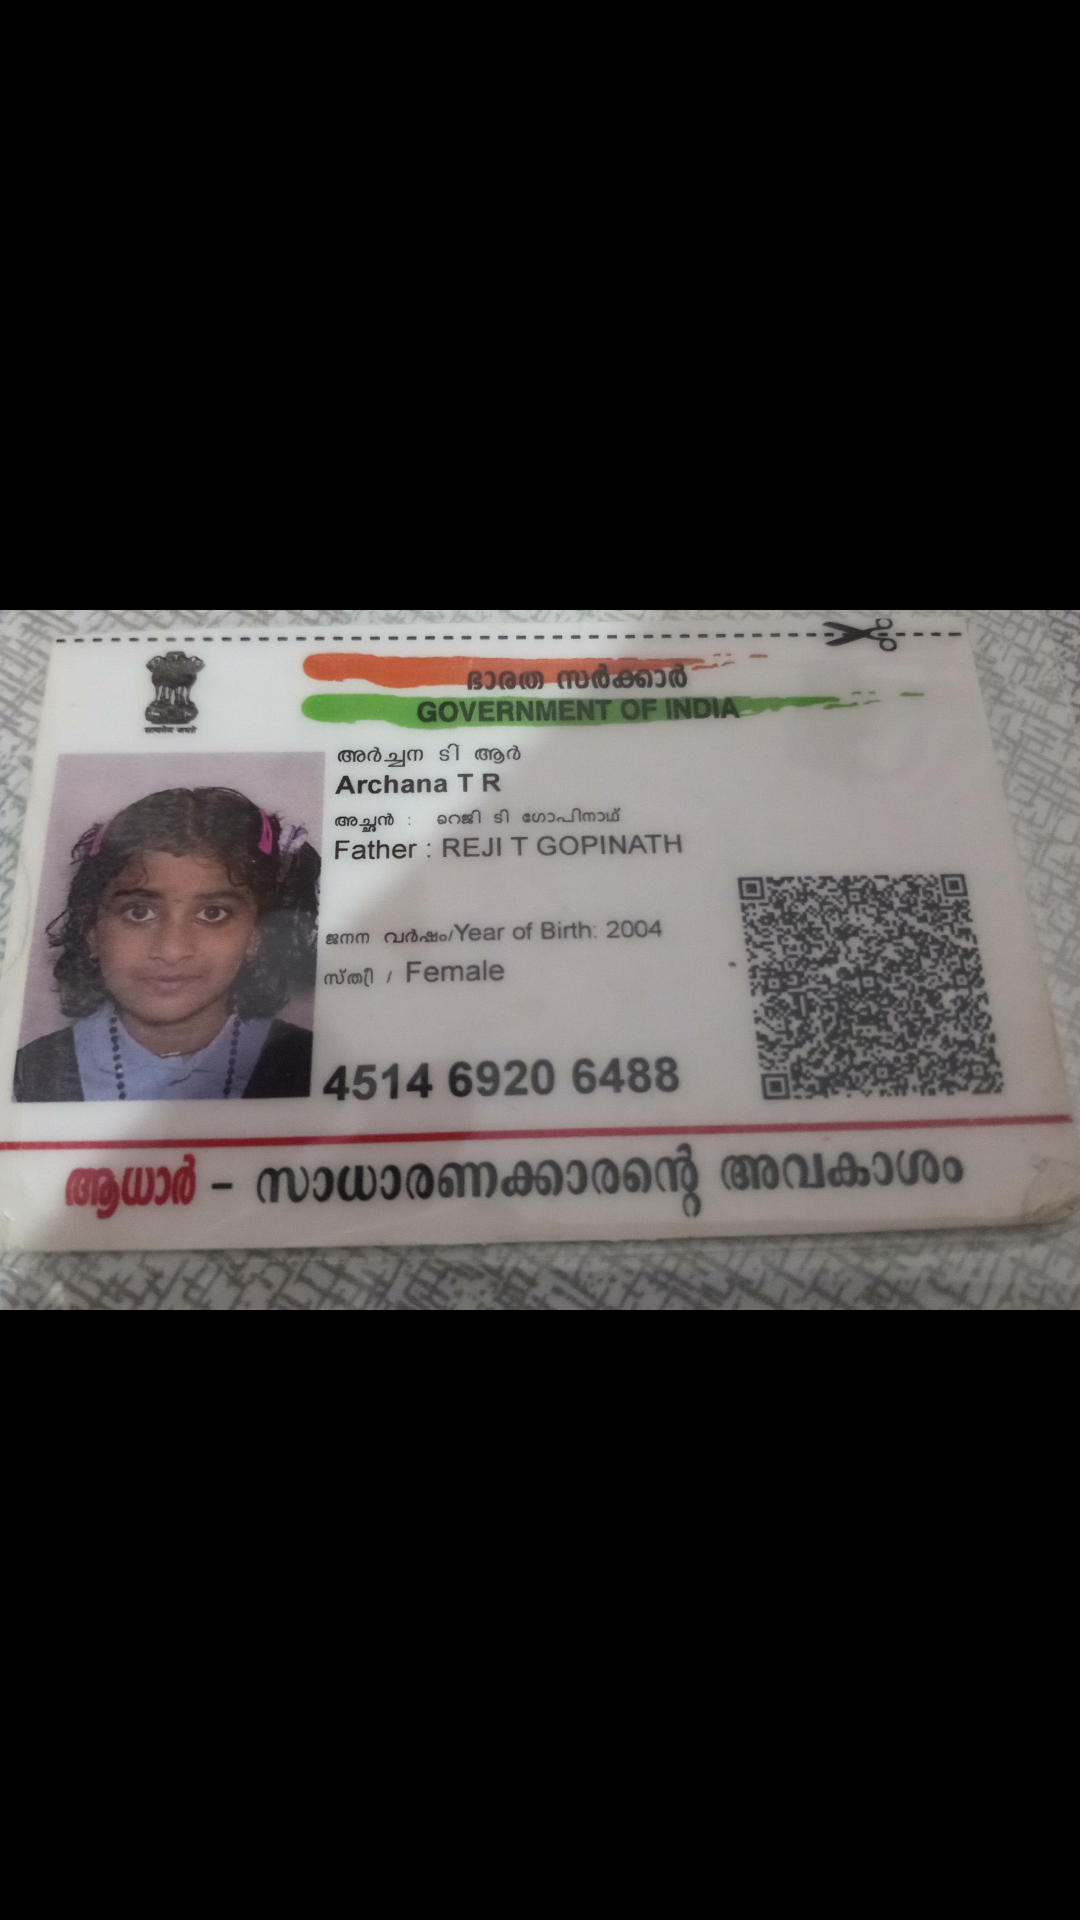 सत्यमेव जयते
ഭാരത സർക്കാർ
GOVERNMENT OF INDIA
അർച്ചന ടി ആർ
Archana T R
അച്ഛൻ : റെജി ടി ഗോപിനാഥ്
Father : REJI T GOPINATH
ജനന വർഷം/Year of Birth: 2004
സ്ത്രീ / Female
4514 6920 6488
ആധാർ – സാധാരണക്കാരന്റെ അവകാശം